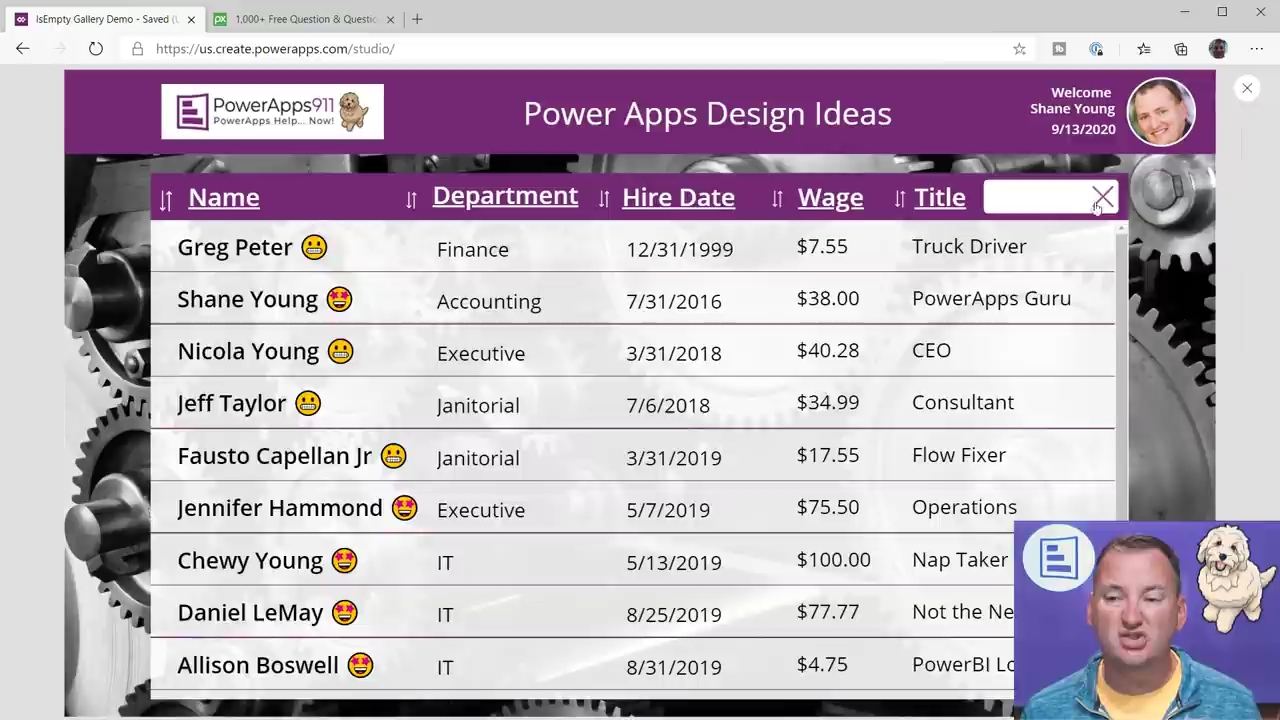 IsEmpty Gallery Demo - Saved (U
1,000+ Free Question & Questio
https://us.create.powerapps.com/studio/
PowerApps911
PowerApps Help... Now!
Power Apps Design Ideas
Welcome
Shane Young
9/13/2020
Name Department Hire Date Wage Title
Greg Peter Finance 12/31/1999 $7.55 Truck Driver
Shane Young Accounting 7/31/2016 $38.00 PowerApps Guru
Nicola Young Executive 3/31/2018 $40.28 CEO
Jeff Taylor Janitorial 7/6/2018 $34.99 Consultant
Fausto Capellan Jr Janitorial 3/31/2019 $17.55 Flow Fixer
Jennifer Hammond Executive 5/7/2019 $75.50 Operations
Chewy Young IT 5/13/2019 $100.00 Nap Taker
Daniel LeMay IT 8/25/2019 $77.77 Not the Ne
Allison Boswell IT 8/31/2019 $4.75 PowerBI Lo